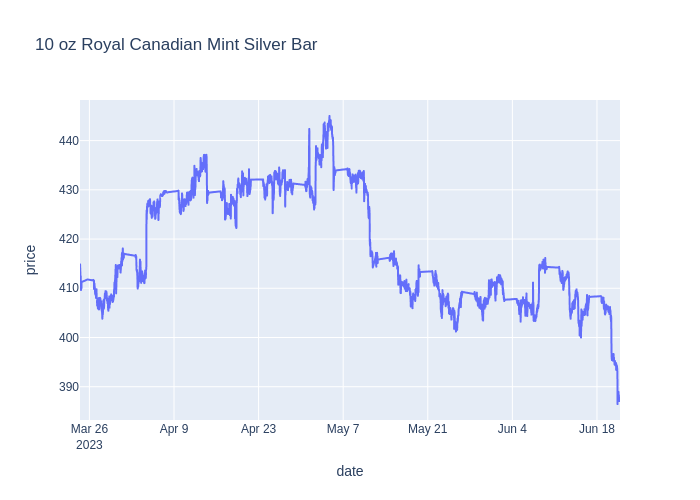 10 oz Royal Canadian Mint Silver Bar
440
430
420
410
400
390
price
Mar 26
2023
Apr 9
Apr 23
May 7
May 21
Jun 4
Jun 18
date